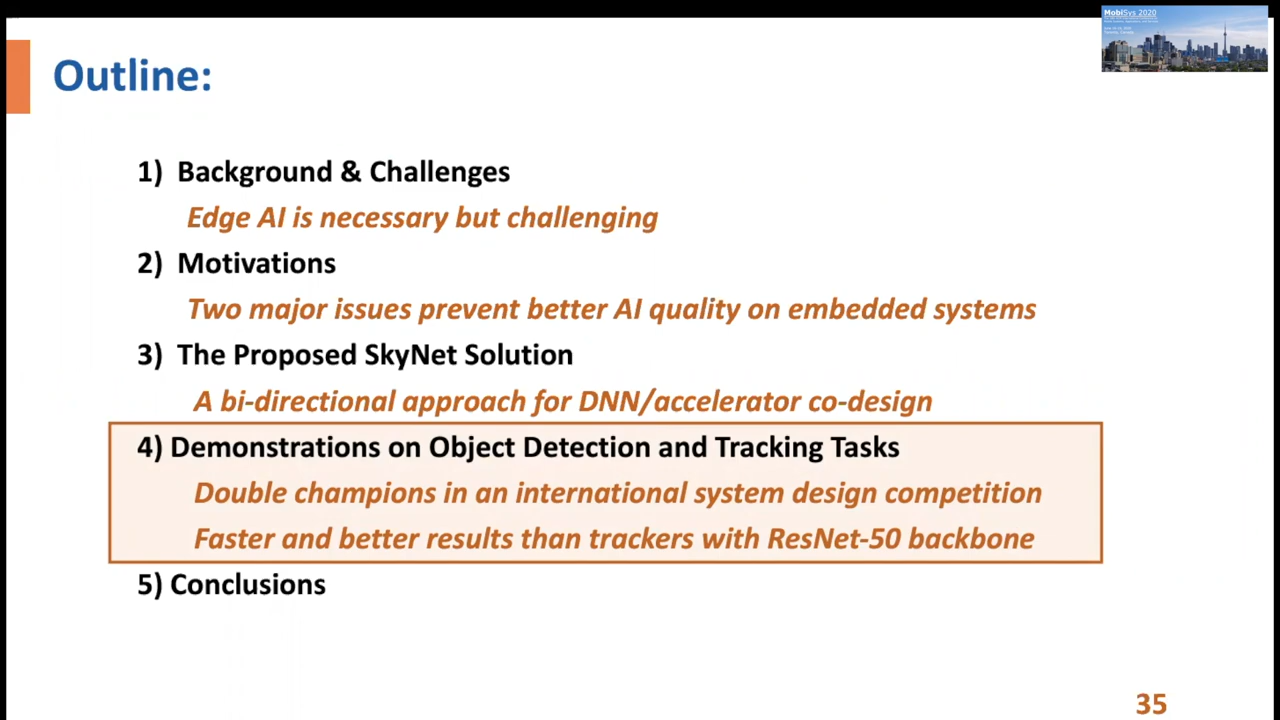 MobiSys 2020
Outline:
1) Background & Challenges
Edge AI is necessary but challenging
2) Motivations
Two major issues prevent better AI quality on embedded systems
3) The Proposed SkyNet Solution
A bi-directional approach for DNN/accelerator co-design
4) Demonstrations on Object Detection and Tracking Tasks
Double champions in an international system design competition
Faster and better results than trackers with ResNet-50 backbone
5) Conclusions
35